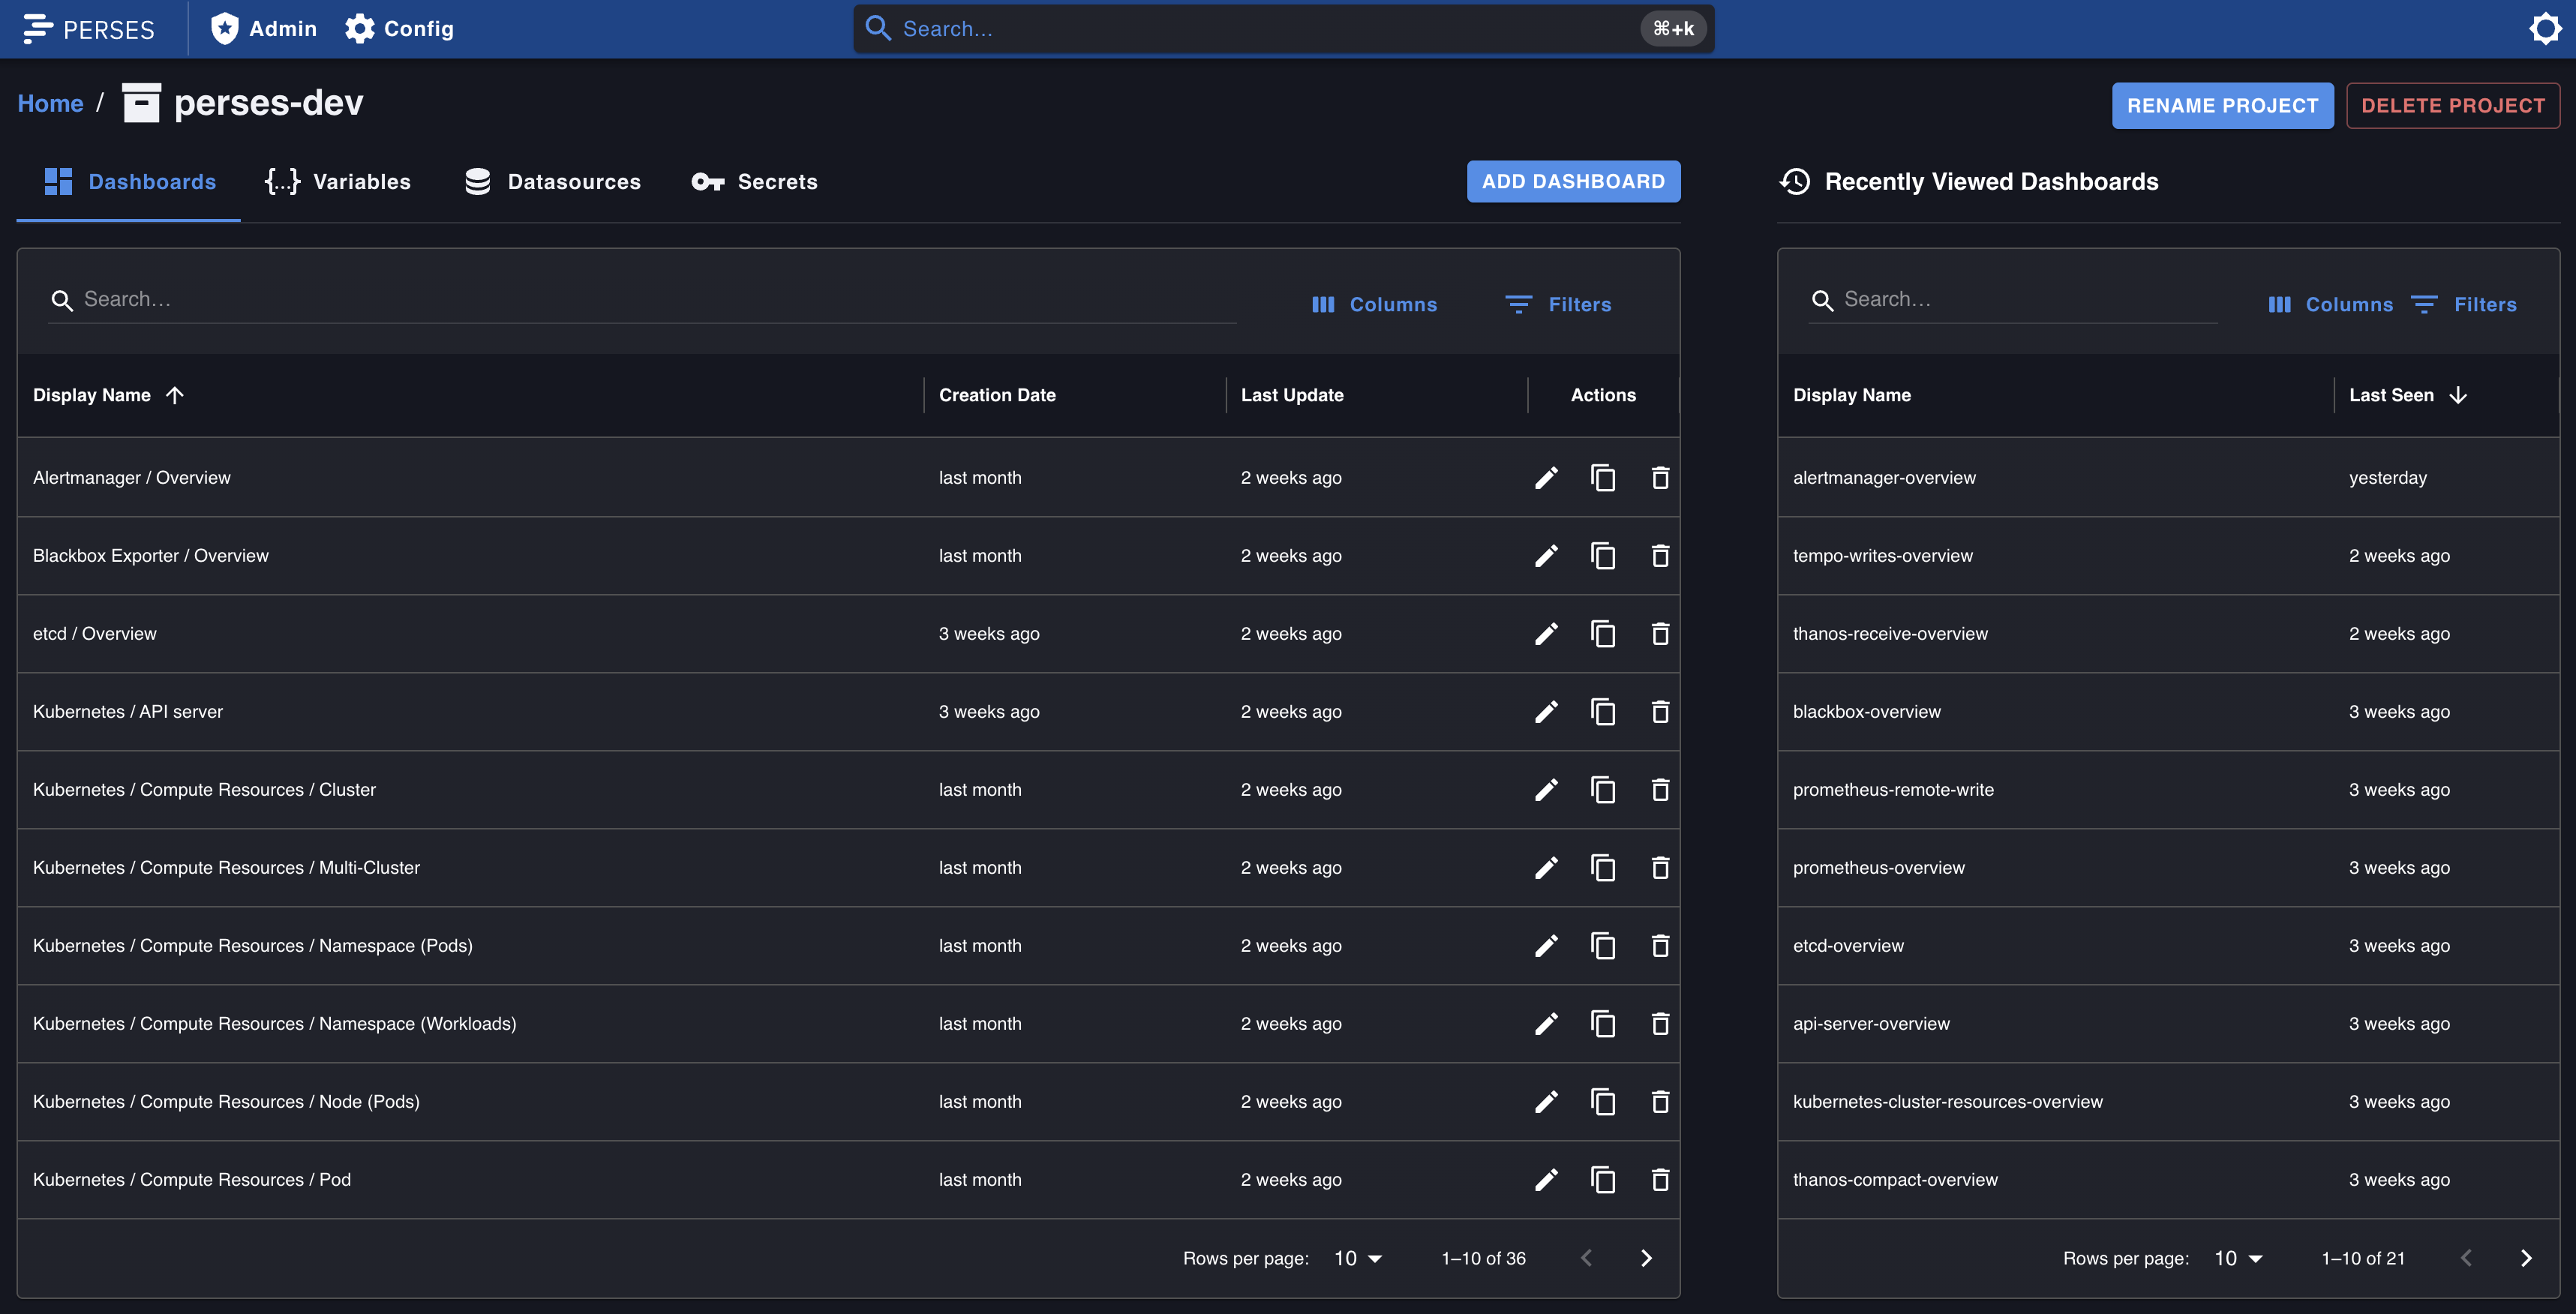 PERSES Admin Config Search... ⌘+k
Home / perses-dev RENAME PROJECT DELETE PROJECT
Dashboards {...} Variables Datasources Secrets ADD DASHBOARD Recently Viewed Dashboards
Search... Columns Filters
Display Name Creation Date Last Update Actions
Alertmanager / Overview last month 2 weeks ago
Blackbox Exporter / Overview last month 2 weeks ago
etcd / Overview 3 weeks ago 2 weeks ago
Kubernetes / API server 3 weeks ago 2 weeks ago
Kubernetes / Compute Resources / Cluster last month 2 weeks ago
Kubernetes / Compute Resources / Multi-Cluster last month 2 weeks ago
Kubernetes / Compute Resources / Namespace (Pods) last month 2 weeks ago
Kubernetes / Compute Resources / Namespace (Workloads) last month 2 weeks ago
Kubernetes / Compute Resources / Node (Pods) last month 2 weeks ago
Kubernetes / Compute Resources / Pod last month 2 weeks ago
Rows per page: 10 1–10 of 36
Search... Columns Filters
Display Name Last Seen
alertmanager-overview yesterday
tempo-writes-overview 2 weeks ago
thanos-receive-overview 2 weeks ago
blackbox-overview 3 weeks ago
prometheus-remote-write 3 weeks ago
prometheus-overview 3 weeks ago
etcd-overview 3 weeks ago
api-server-overview 3 weeks ago
kubernetes-cluster-resources-overview 3 weeks ago
thanos-compact-overview 3 weeks ago
Rows per page: 10 1–10 of 21